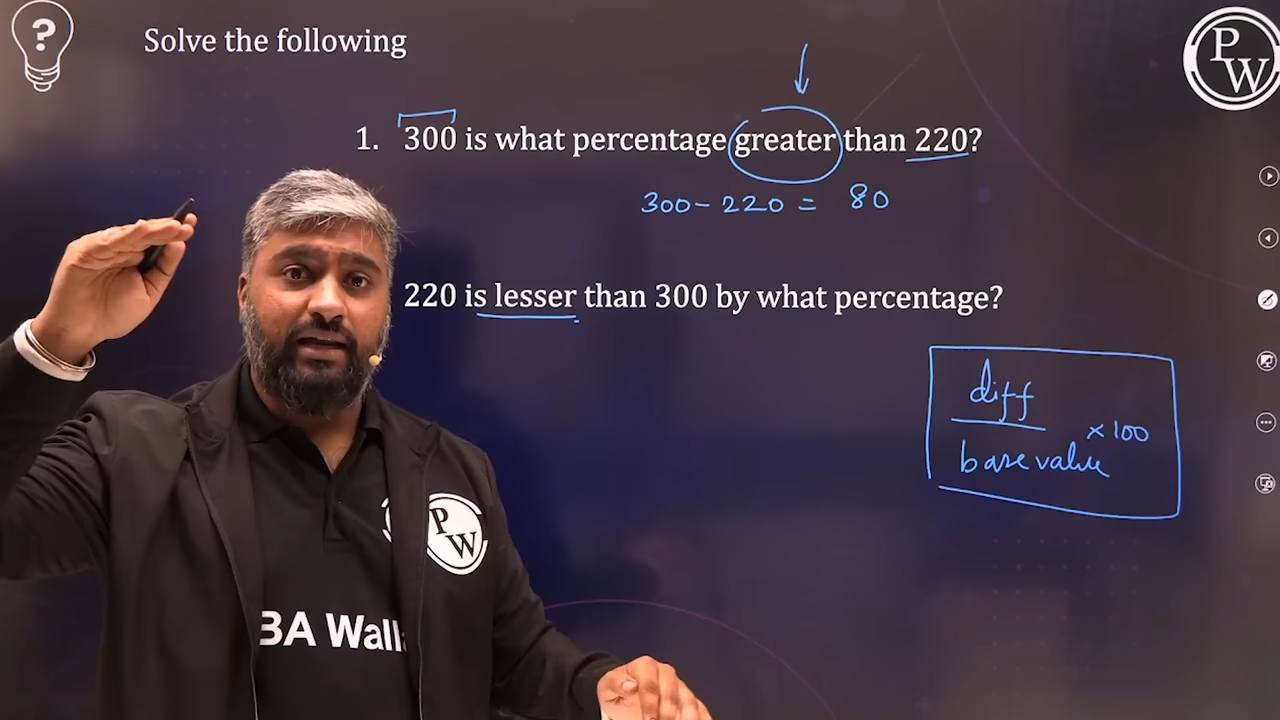 ?
Solve the following
PW
1. 300 is what percentage greater than 220?
300 - 220 = 80
220 is lesser than 300 by what percentage?
diff
base value
×100
PW
BA Wall